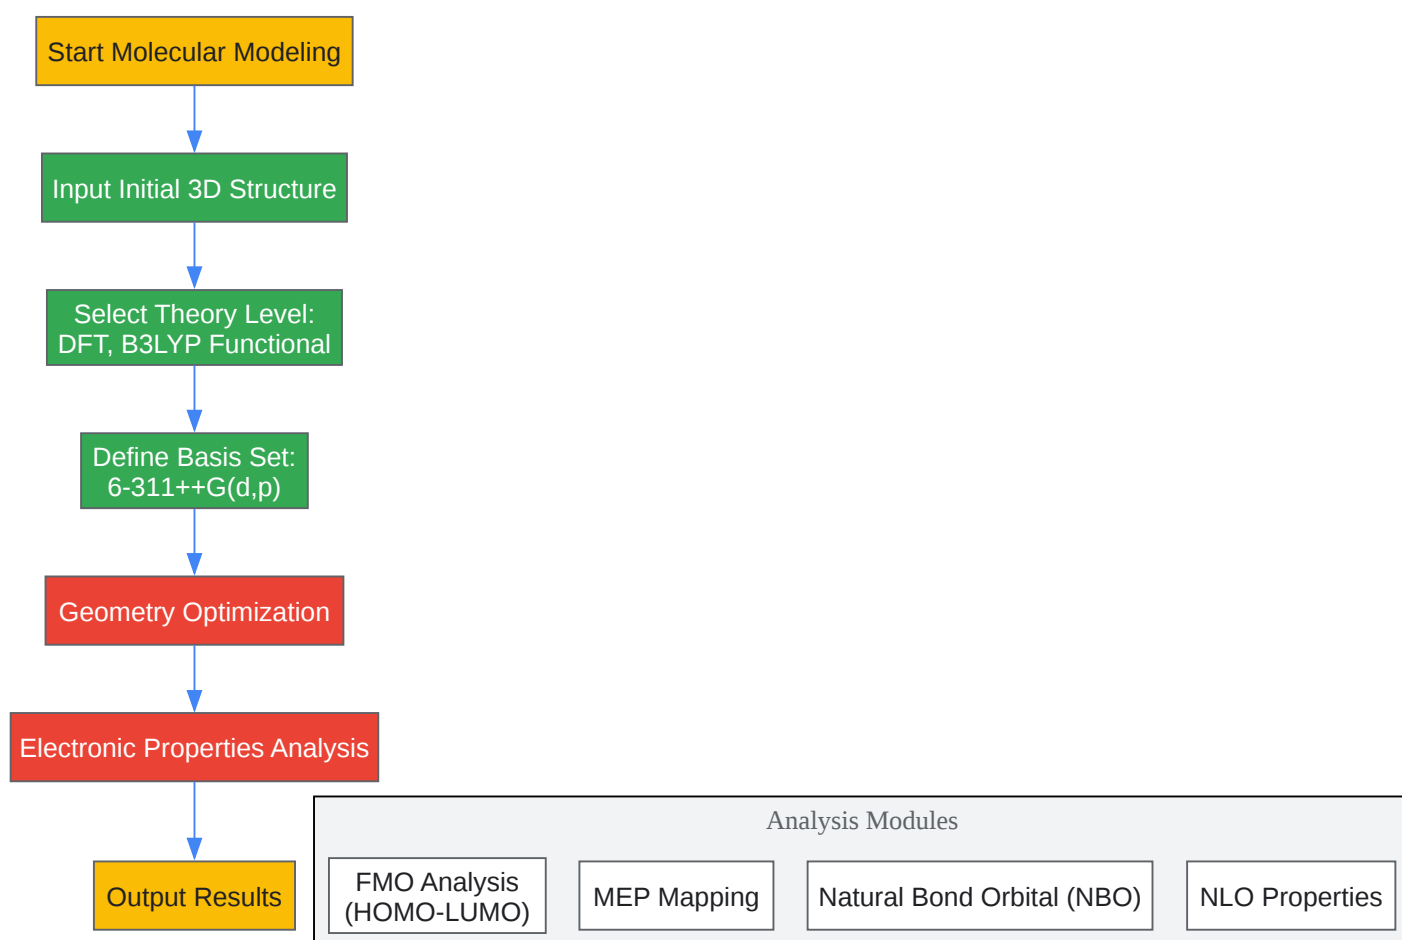 Start Molecular Modeling
Input Initial 3D Structure
Select Theory Level:
DFT, B3LYP Functional
Define Basis Set:
6-311++G(d,p)
Geometry Optimization
Electronic Properties Analysis
Output Results
Analysis Modules
FMO Analysis
(HOMO-LUMO)
MEP Mapping
Natural Bond Orbital (NBO)
NLO Properties